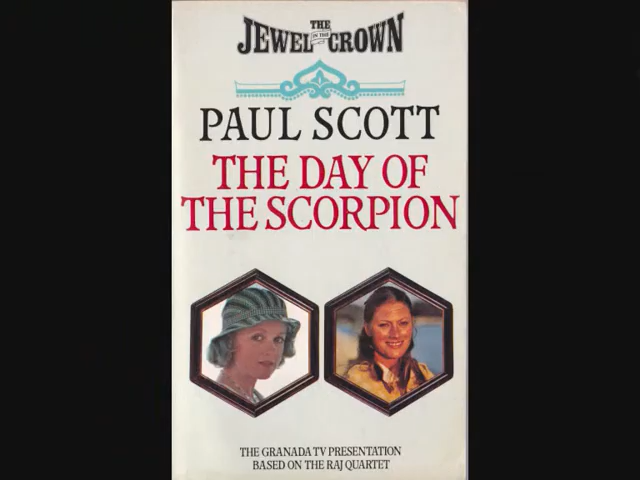 THE
JEWEL IN THE CROWN
PAUL SCOTT
THE DAY OF
THE SCORPION
THE GRANADA TV PRESENTATION
BASED ON THE RAJ QUARTET